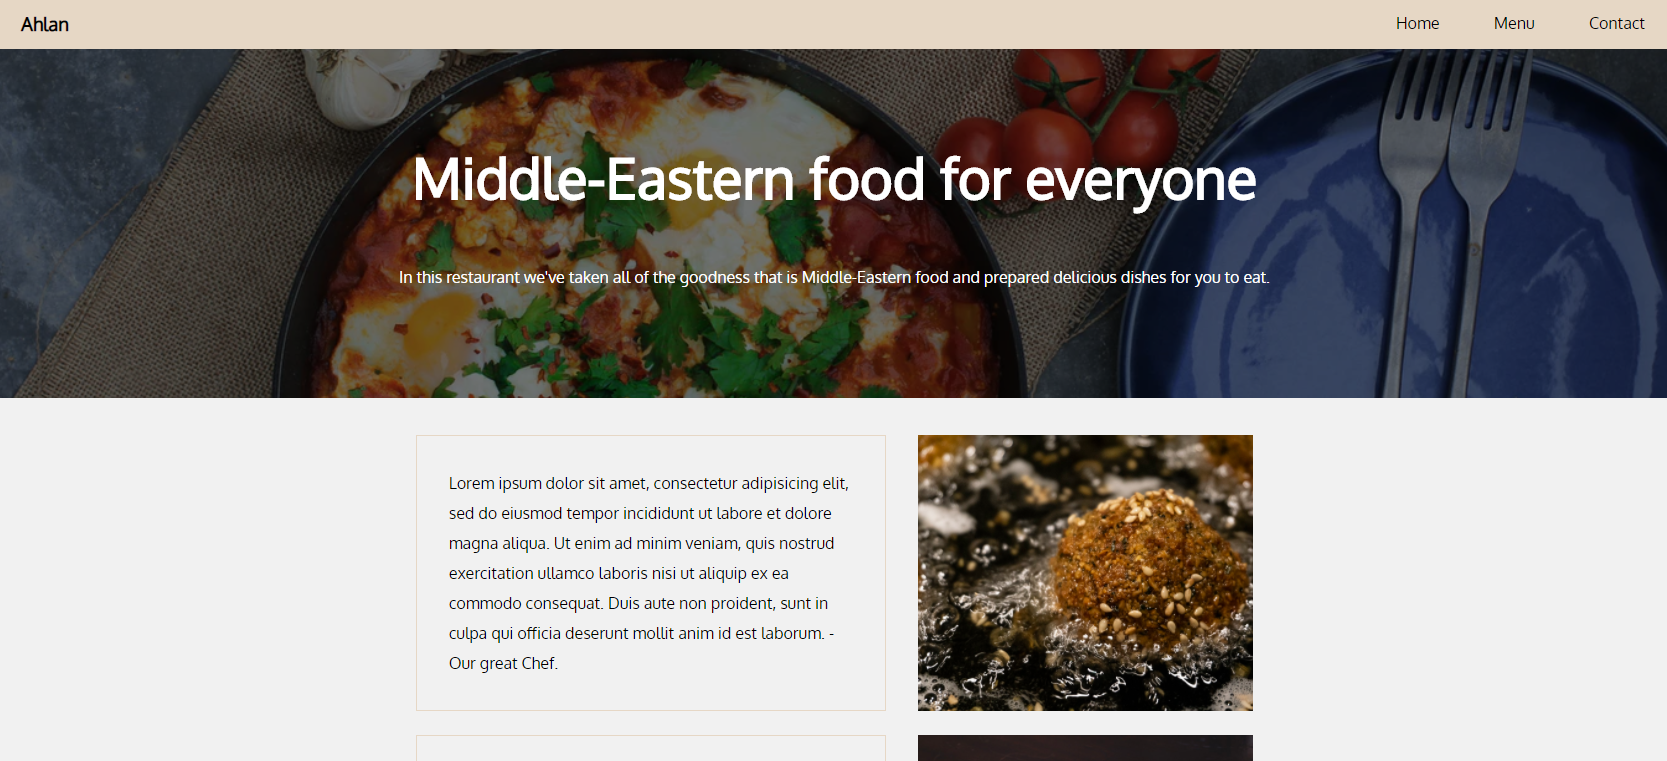 Ahlan
Home Menu Contact
Middle-Eastern food for everyone
In this restaurant we've taken all of the goodness that is Middle-Eastern food and prepared delicious dishes for you to eat.
Lorem ipsum dolor sit amet, consectetur adipisicing elit,
sed do eiusmod tempor incididunt ut labore et dolore
magna aliqua. Ut enim ad minim veniam, quis nostrud
exercitation ullamco laboris nisi ut aliquip ex ea
commodo consequat. Duis aute non proident, sunt in
culpa qui officia deserunt mollit anim id est laborum. -
Our great Chef.